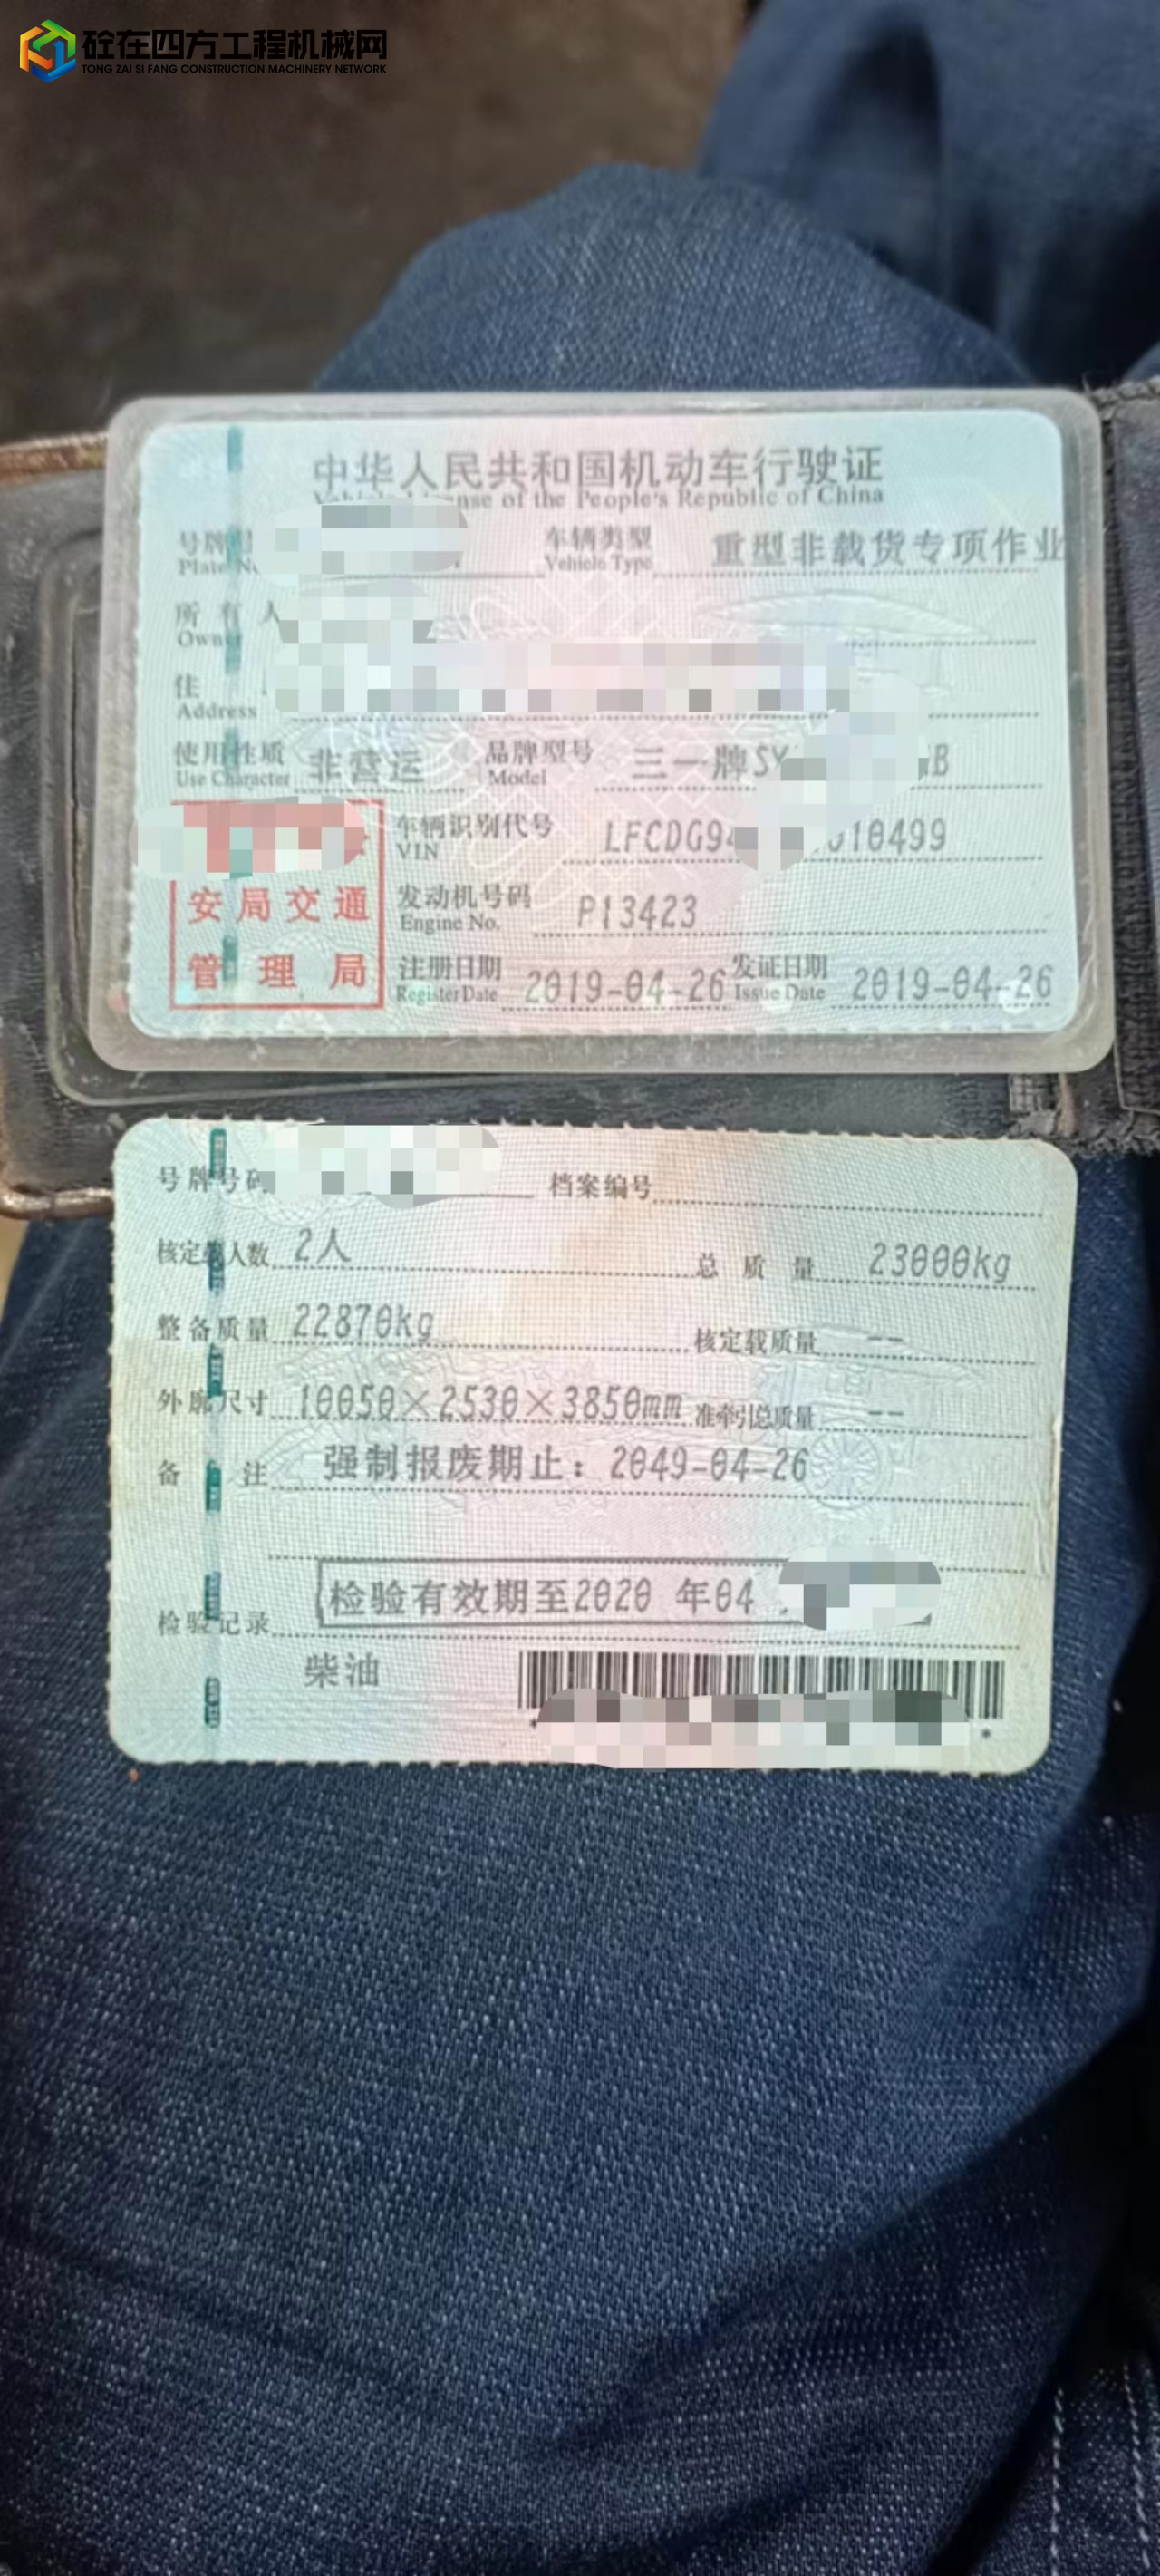 砼在四方工程机械网
TONG ZAI SI FANG CONSTRUCTION MACHINERY NETWORK
中华人民共和国机动车行驶证
Vehicle License of the People's Republic of China
号牌 车辆类型 重型非载货专项作业
Plate Vehicle Type
所有人
Owner
住
Address
使用性质 非营运 品牌型号 三一牌SY B
Use Character Model
车辆识别代号 LFCDG9 10499
VIN
安局交通
管理局
发动机号码 P13423
Engine No.
注册日期 2019-04-26 发证日期 2019-04-26
Register Date Issue Date
号牌号码 档案编号
核定载人数 2人 总质量 23000kg
整备质量 22870kg 核定载质量 --
外廓尺寸 10050×2530×3850mm 准牵引总质量 --
备注 强制报废期止：2049-04-26
检验有效期至2020 年04
检验记录
柴油
* *